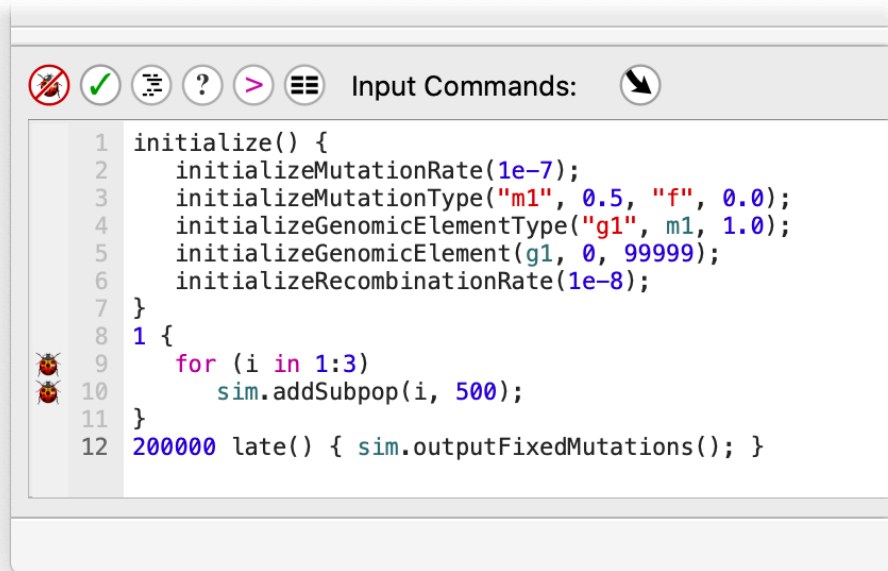 ? > Input Commands:
1 initialize() {
2 initializeMutationRate(1e-7);
3 initializeMutationType("m1", 0.5, "f", 0.0);
4 initializeGenomicElementType("g1", m1, 1.0);
5 initializeGenomicElement(g1, 0, 99999);
6 initializeRecombinationRate(1e-8);
7 }
8 1 {
9 for (i in 1:3)
10 sim.addSubpop(i, 500);
11 }
12 200000 late() { sim.outputFixedMutations(); }